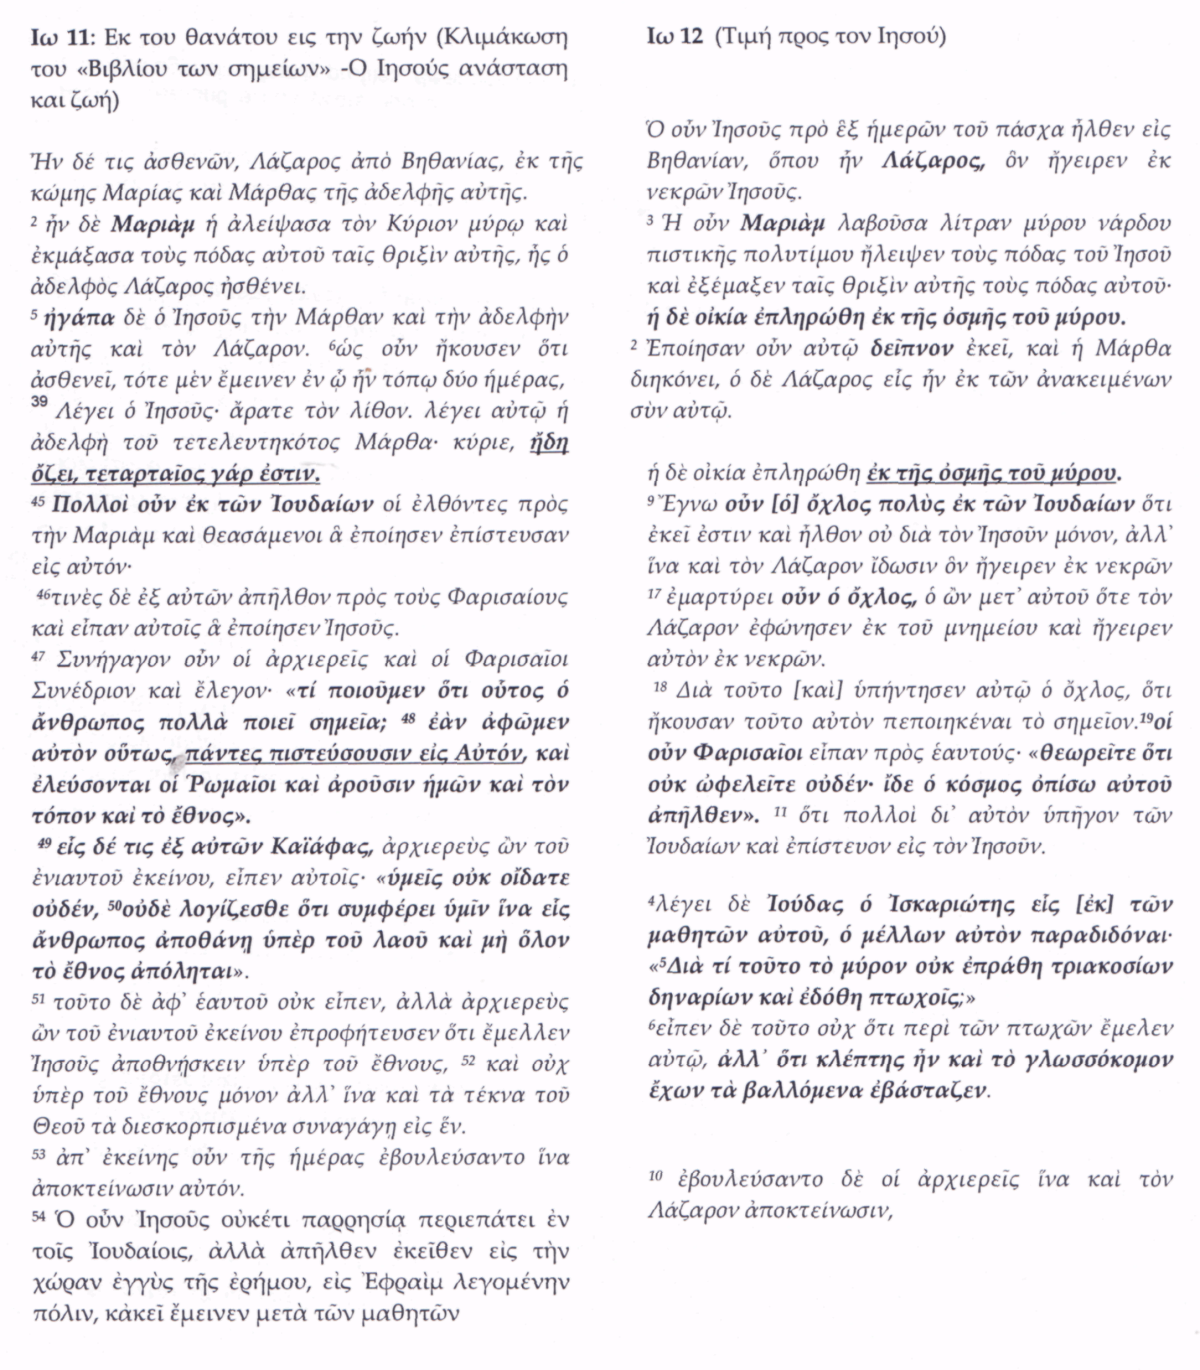 Ιω 11: Εκ του θανάτου εις την ζωήν (Κλιμάκωση
του «Βιβλίου των σημείων» -Ο Ιησούς ανάσταση
και ζωή)
Ἠν δέ τις ἀσθενῶν, Λάζαρος ἀπὸ Βηθανίας, ἐκ τῆς
κώμης Μαρίας καὶ Μάρθας τῆς ἀδελφῆς αὐτῆς.
² ἦν δὲ Μαριὰμ ἡ ἀλείψασα τὸν Κύριον μύρῳ καὶ
ἐκμάξασα τοὺς πόδας αὐτοῦ ταῖς θριξὶν αὐτῆς, ἧς ὁ
ἀδελφὸς Λάζαρος ἠσθένει.
⁵ ἠγάπα δὲ ὁ Ἰησοῦς τὴν Μάρθαν καὶ τὴν ἀδελφὴν
αὐτῆς καὶ τὸν Λάζαρον. ⁶ὡς οὖν ἤκουσεν ὅτι
ἀσθενεῖ, τότε μὲν ἔμεινεν ἐν ᾧ ἦν τόπῳ δύο ἡμέρας,
³⁹ Λέγει ὁ Ἰησοῦς· ἄρατε τὸν λίθον. λέγει αὐτῷ ἡ
ἀδελφὴ τοῦ τετελευτηκότος Μάρθα· κύριε, ἤδη
ὄζει, τεταρταῖος γάρ ἐστιν.
⁴⁵ Πολλοὶ οὖν ἐκ τῶν Ἰουδαίων οἱ ἐλθόντες πρὸς
τὴν Μαριὰμ καὶ θεασάμενοι ἃ ἐποίησεν ἐπίστευσαν
εἰς αὐτόν·
⁴⁶τινὲς δὲ ἐξ αὐτῶν ἀπῆλθον πρὸς τοὺς Φαρισαίους
καὶ εἶπαν αὐτοῖς ἃ ἐποίησεν Ἰησοῦς.
⁴⁷ Συνήγαγον οὖν οἱ ἀρχιερεῖς καὶ οἱ Φαρισαῖοι
Συνέδριον καὶ ἔλεγον· «τί ποιοῦμεν ὅτι οὗτος ὁ
ἄνθρωπος πολλὰ ποιεῖ σημεῖα; ⁴⁸ ἐὰν ἀφῶμεν
αὐτὸν οὕτως, πάντες πιστεύσουσιν εἰς Αὐτόν, καὶ
ἐλεύσονται οἱ Ῥωμαῖοι καὶ ἀροῦσιν ἡμῶν καὶ τὸν
τόπον καὶ τὸ ἔθνος».
⁴⁹ εἷς δέ τις ἐξ αὐτῶν Καϊάφας, ἀρχιερεὺς ὢν τοῦ
ἐνιαυτοῦ ἐκείνου, εἶπεν αὐτοῖς· «ὑμεῖς οὐκ οἴδατε
οὐδέν, ⁵⁰οὐδὲ λογίζεσθε ὅτι συμφέρει ὑμῖν ἵνα εἷς
ἄνθρωπος ἀποθάνῃ ὑπὲρ τοῦ λαοῦ καὶ μὴ ὅλον
τὸ ἔθνος ἀπόληται».
⁵¹ τοῦτο δὲ ἀφ᾽ ἑαυτοῦ οὐκ εἶπεν, ἀλλὰ ἀρχιερεὺς
ὢν τοῦ ἐνιαυτοῦ ἐκείνου ἐπροφήτευσεν ὅτι ἔμελλεν
Ἰησοῦς ἀποθνῄσκειν ὑπὲρ τοῦ ἔθνους, ⁵² καὶ οὐχ
ὑπὲρ τοῦ ἔθνους μόνον ἀλλ᾽ ἵνα καὶ τὰ τέκνα τοῦ
Θεοῦ τὰ διεσκορπισμένα συναγάγῃ εἰς ἕν.
⁵³ ἀπ᾽ ἐκείνης οὖν τῆς ἡμέρας ἐβουλεύσαντο ἵνα
ἀποκτείνωσιν αὐτόν.
⁵⁴ Ὁ οὖν Ἰησοῦς οὐκέτι παρρησίᾳ περιεπάτει ἐν
τοῖς Ἰουδαίοις, ἀλλὰ ἀπῆλθεν ἐκεῖθεν εἰς τὴν
χώραν ἐγγὺς τῆς ἐρήμου, εἰς Ἐφραὶμ λεγομένην
πόλιν, κἀκεῖ ἔμεινεν μετὰ τῶν μαθητῶν
Ιω 12 (Τιμή προς τον Ιησού)
Ὁ οὖν Ἰησοῦς πρὸ ἓξ ἡμερῶν τοῦ πάσχα ἦλθεν εἰς
Βηθανίαν, ὅπου ἦν Λάζαρος, ὃν ἤγειρεν ἐκ
νεκρῶν Ἰησοῦς.
³ Ἡ οὖν Μαριὰμ λαβοῦσα λίτραν μύρου νάρδου
πιστικῆς πολυτίμου ἤλειψεν τοὺς πόδας τοῦ Ἰησοῦ
καὶ ἐξέμαξεν ταῖς θριξὶν αὐτῆς τοὺς πόδας αὐτοῦ·
ἡ δὲ οἰκία ἐπληρώθη ἐκ τῆς ὀσμῆς τοῦ μύρου.
² Ἐποίησαν οὖν αὐτῷ δεῖπνον ἐκεῖ, καὶ ἡ Μάρθα
διηκόνει, ὁ δὲ Λάζαρος εἷς ἦν ἐκ τῶν ἀνακειμένων
σὺν αὐτῷ.
ἡ δὲ οἰκία ἐπληρώθη ἐκ τῆς ὀσμῆς τοῦ μύρου.
⁹ Ἔγνω οὖν [ὁ] ὄχλος πολὺς ἐκ τῶν Ἰουδαίων ὅτι
ἐκεῖ ἐστιν καὶ ἦλθον οὐ διὰ τὸν Ἰησοῦν μόνον, ἀλλ᾽
ἵνα καὶ τὸν Λάζαρον ἴδωσιν ὃν ἤγειρεν ἐκ νεκρῶν
¹⁷ ἐμαρτύρει οὖν ὁ ὄχλος, ὁ ὢν μετ᾽ αὐτοῦ ὅτε τὸν
Λάζαρον ἐφώνησεν ἐκ τοῦ μνημείου καὶ ἤγειρεν
αὐτὸν ἐκ νεκρῶν.
¹⁸ Διὰ τοῦτο [καὶ] ὑπήντησεν αὐτῷ ὁ ὄχλος, ὅτι
ἤκουσαν τοῦτο αὐτὸν πεποιηκέναι τὸ σημεῖον.¹⁹οἱ
οὖν Φαρισαῖοι εἶπαν πρὸς ἑαυτούς· «θεωρεῖτε ὅτι
οὐκ ὠφελεῖτε οὐδέν· ἴδε ὁ κόσμος ὀπίσω αὐτοῦ
ἀπῆλθεν». ¹¹ ὅτι πολλοὶ δι᾽ αὐτὸν ὑπῆγον τῶν
Ἰουδαίων καὶ ἐπίστευον εἰς τὸν Ἰησοῦν.
⁴λέγει δὲ Ἰούδας ὁ Ἰσκαριώτης εἷς [ἐκ] τῶν
μαθητῶν αὐτοῦ, ὁ μέλλων αὐτὸν παραδιδόναι·
«⁵Διὰ τί τοῦτο τὸ μύρον οὐκ ἐπράθη τριακοσίων
δηναρίων καὶ ἐδόθη πτωχοῖς;»
⁶εἶπεν δὲ τοῦτο οὐχ ὅτι περὶ τῶν πτωχῶν ἔμελεν
αὐτῷ, ἀλλ᾽ ὅτι κλέπτης ἦν καὶ τὸ γλωσσόκομον
ἔχων τὰ βαλλόμενα ἐβάσταζεν.
¹⁰ ἐβουλεύσαντο δὲ οἱ ἀρχιερεῖς ἵνα καὶ τὸν
Λάζαρον ἀποκτείνωσιν,